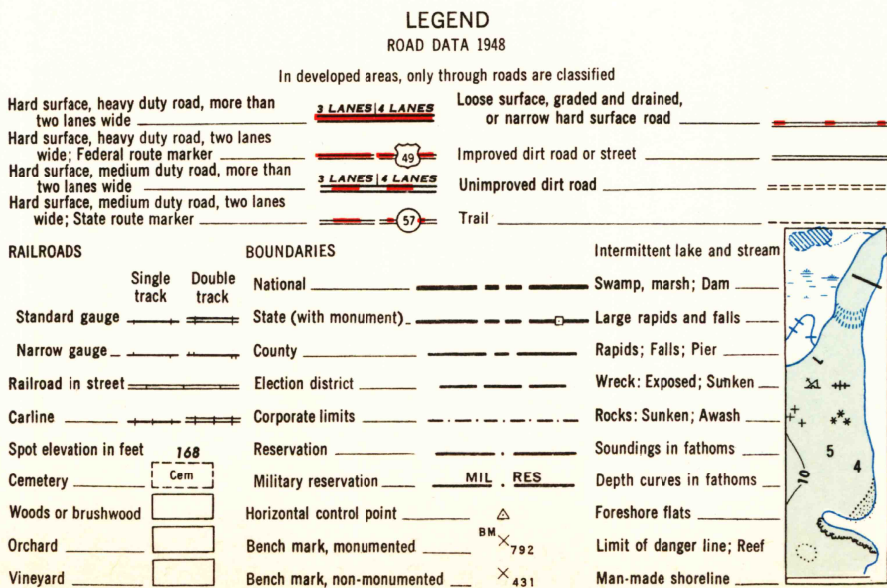 LEGEND
ROAD DATA 1948
In developed areas, only through roads are classified
Hard surface, heavy duty road, more than
two lanes wide
3 LANES 4 LANES
Hard surface, heavy duty road, two lanes
wide; Federal route marker
49
Hard surface, medium duty road, more than
two lanes wide
3 LANES 4 LANES
Hard surface, medium duty road, two lanes
wide; State route marker
57
Loose surface, graded and drained,
or narrow hard surface road
Improved dirt road or street
Unimproved dirt road
Trail
RAILROADS
Single track
Double track
Standard gauge
Narrow gauge
Railroad in street
Carline
Spot elevation in feet 168
Cemetery Cem
Woods or brushwood
Orchard
Vineyard
BOUNDARIES
National
State (with monument)
County
Election district
Corporate limits
Reservation
Military reservation MIL. RES
Horizontal control point
Bench mark, monumented BM 792
Bench mark, non-monumented 431
Intermittent lake and stream
Swamp, marsh; Dam
Large rapids and falls
Rapids; Falls; Pier
Wreck: Exposed; Sunken
Rocks: Sunken; Awash
Soundings in fathoms 5 4
Depth curves in fathoms 10
Foreshore flats
Limit of danger line; Reef
Man-made shoreline